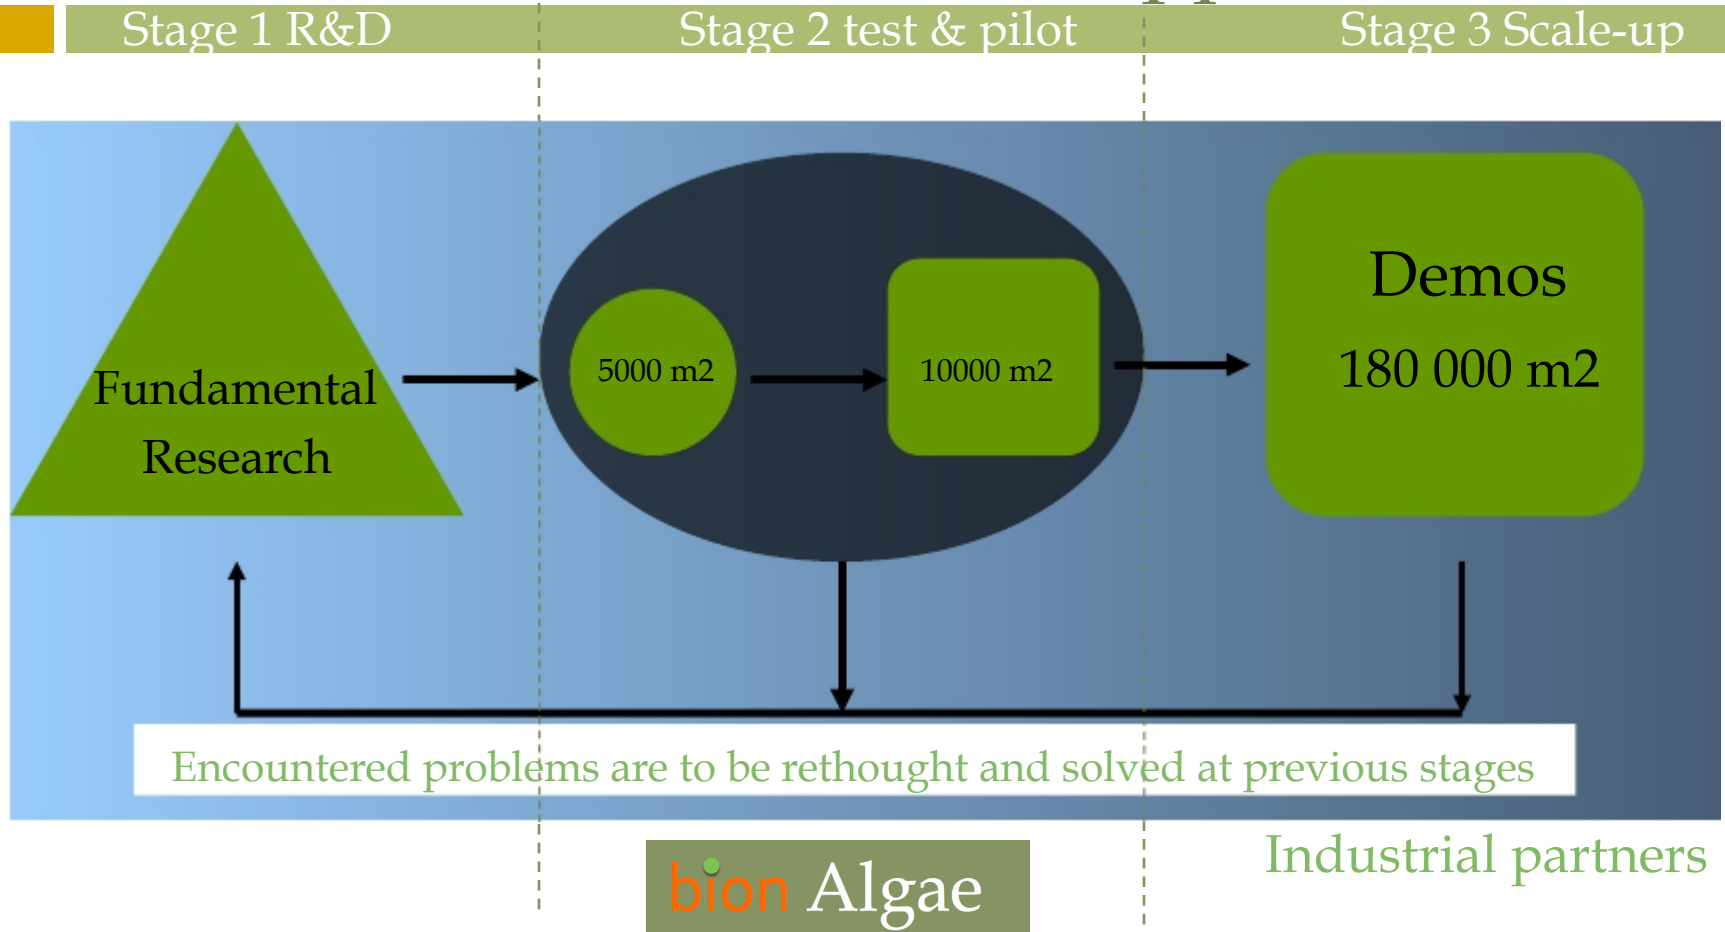 Stage 1 R&D
Stage 2 test & pilot
Stage 3 Scale-up
Fundamental
Research
5000 m2
10000 m2
Demos
180 000 m2
Encountered problems are to be rethought and solved at previous stages
Industrial partners
bion Algae